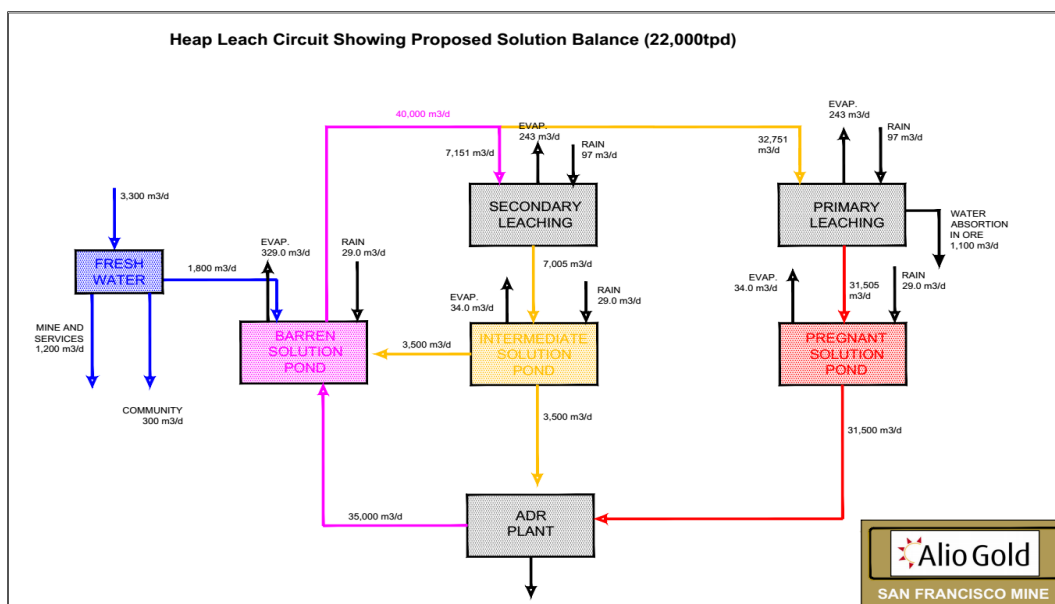 Heap Leach Circuit Showing Proposed Solution Balance (22,000tpd)
40,000 m3/d
EVAP.
243 m3/d
RAIN
97 m3/d
7,151 m3/d
32,751
m3/d
EVAP.
243 m3/d
RAIN
97 m3/d
3,300 m3/d
SECONDARY
LEACHING
PRIMARY
LEACHING
WATER
ABSORTION
IN ORE
1,100 m3/d
EVAP.
329.0 m3/d
RAIN
29.0 m3/d
FRESH
WATER
1,800 m3/d
7,005 m3/d
EVAP.
34.0 m3/d
RAIN
29.0 m3/d
EVAP.
34.0 m3/d
31,505
m3/d
RAIN
29.0 m3/d
MINE AND
SERVICES
1,200 m3/d
BARREN
SOLUTION
POND
3,500 m3/d
INTERMEDIATE
SOLUTION
POND
PREGNANT
SOLUTION
POND
COMMUNITY
300 m3/d
3,500 m3/d
31,500 m3/d
35,000 m3/d
ADR
PLANT
Alio Gold
SAN FRANCISCO MINE